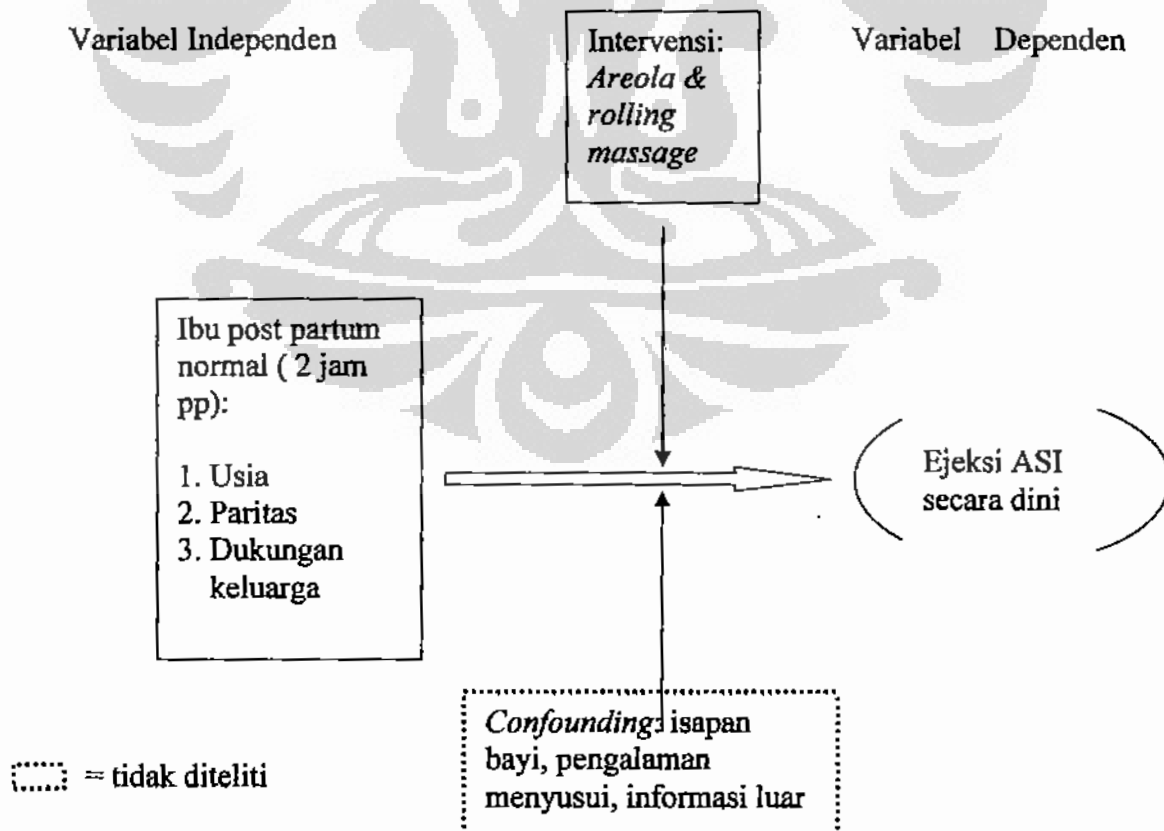 Variabel Independen
Intervensi:
Areola &
rolling
massage
Variabel Dependen
Ibu post partum
normal ( 2 jam
pp):
1. Usia
2. Paritas
3. Dukungan
keluarga
Ejeksi ASI
secara dini
Confounding: isapan
bayi, pengalaman
menyusui, informasi luar
= tidak diteliti